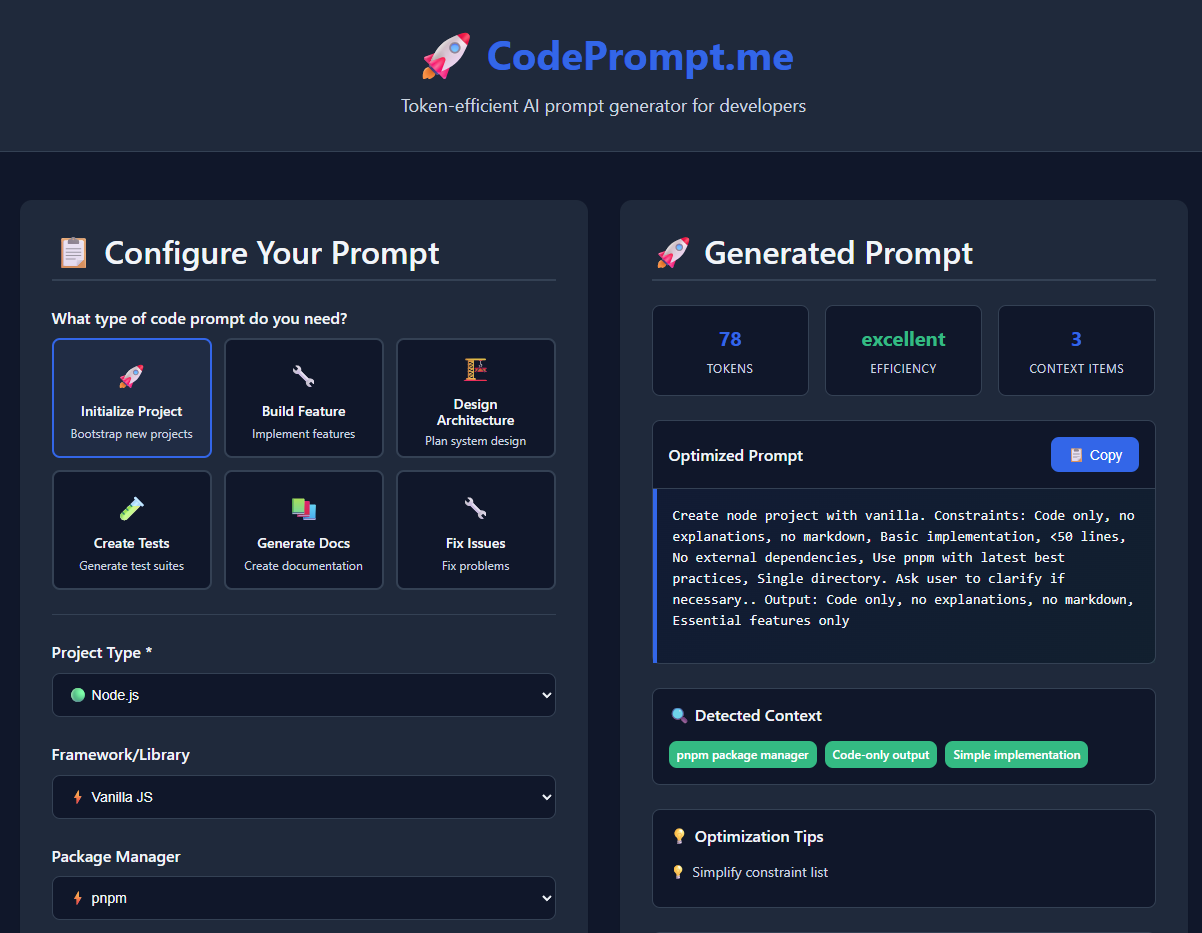 CodePrompt.me
Token-efficient AI prompt generator for developers
Configure Your Prompt
What type of code prompt do you need?
Initialize Project
Bootstrap new projects
Build Feature
Implement features
Design
Architecture
Plan system design
Create Tests
Generate test suites
Generate Docs
Create documentation
Fix Issues
Fix problems
Project Type *
Node.js
Framework/Library
Vanilla JS
Package Manager
pnpm
Generated Prompt
78
TOKENS
excellent
EFFICIENCY
3
CONTEXT ITEMS
Optimized Prompt
Copy
Create node project with vanilla. Constraints: Code only, no
explanations, no markdown, Basic implementation, <50 lines,
No external dependencies, Use pnpm with latest best
practices, Single directory. Ask user to clarify if
necessary.. Output: Code only, no explanations, no markdown,
Essential features only
Detected Context
pnpm package manager
Code-only output
Simple implementation
Optimization Tips
Simplify constraint list